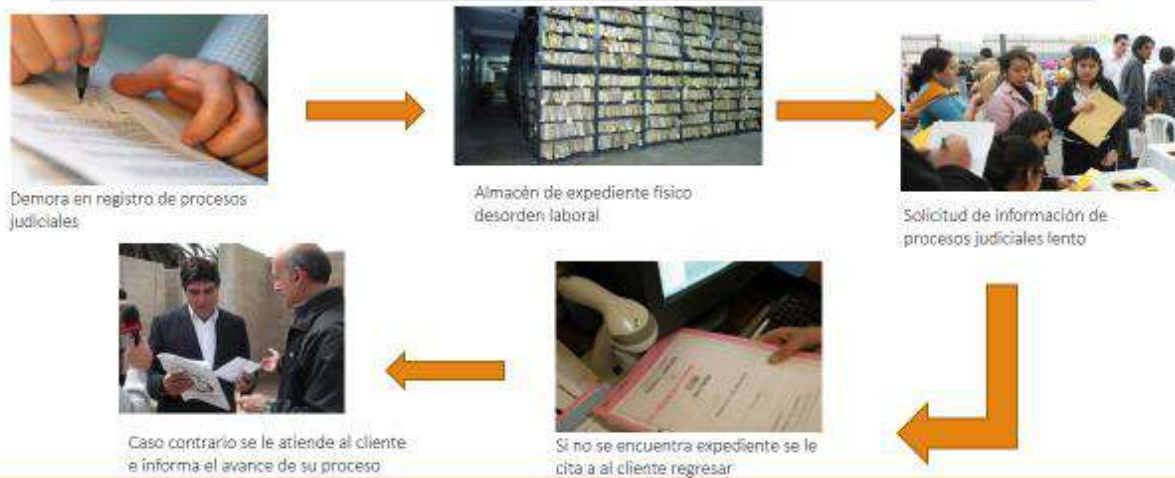 Demora en registro de procesos
judiciales
Almacén de expediente físico
desorden laboral
Solicitud de información de
procesos judiciales lento
Si no se encuentra expediente se le
cita a al cliente regresar
Caso contrario se le atiende al cliente
e informa el avance de su proceso